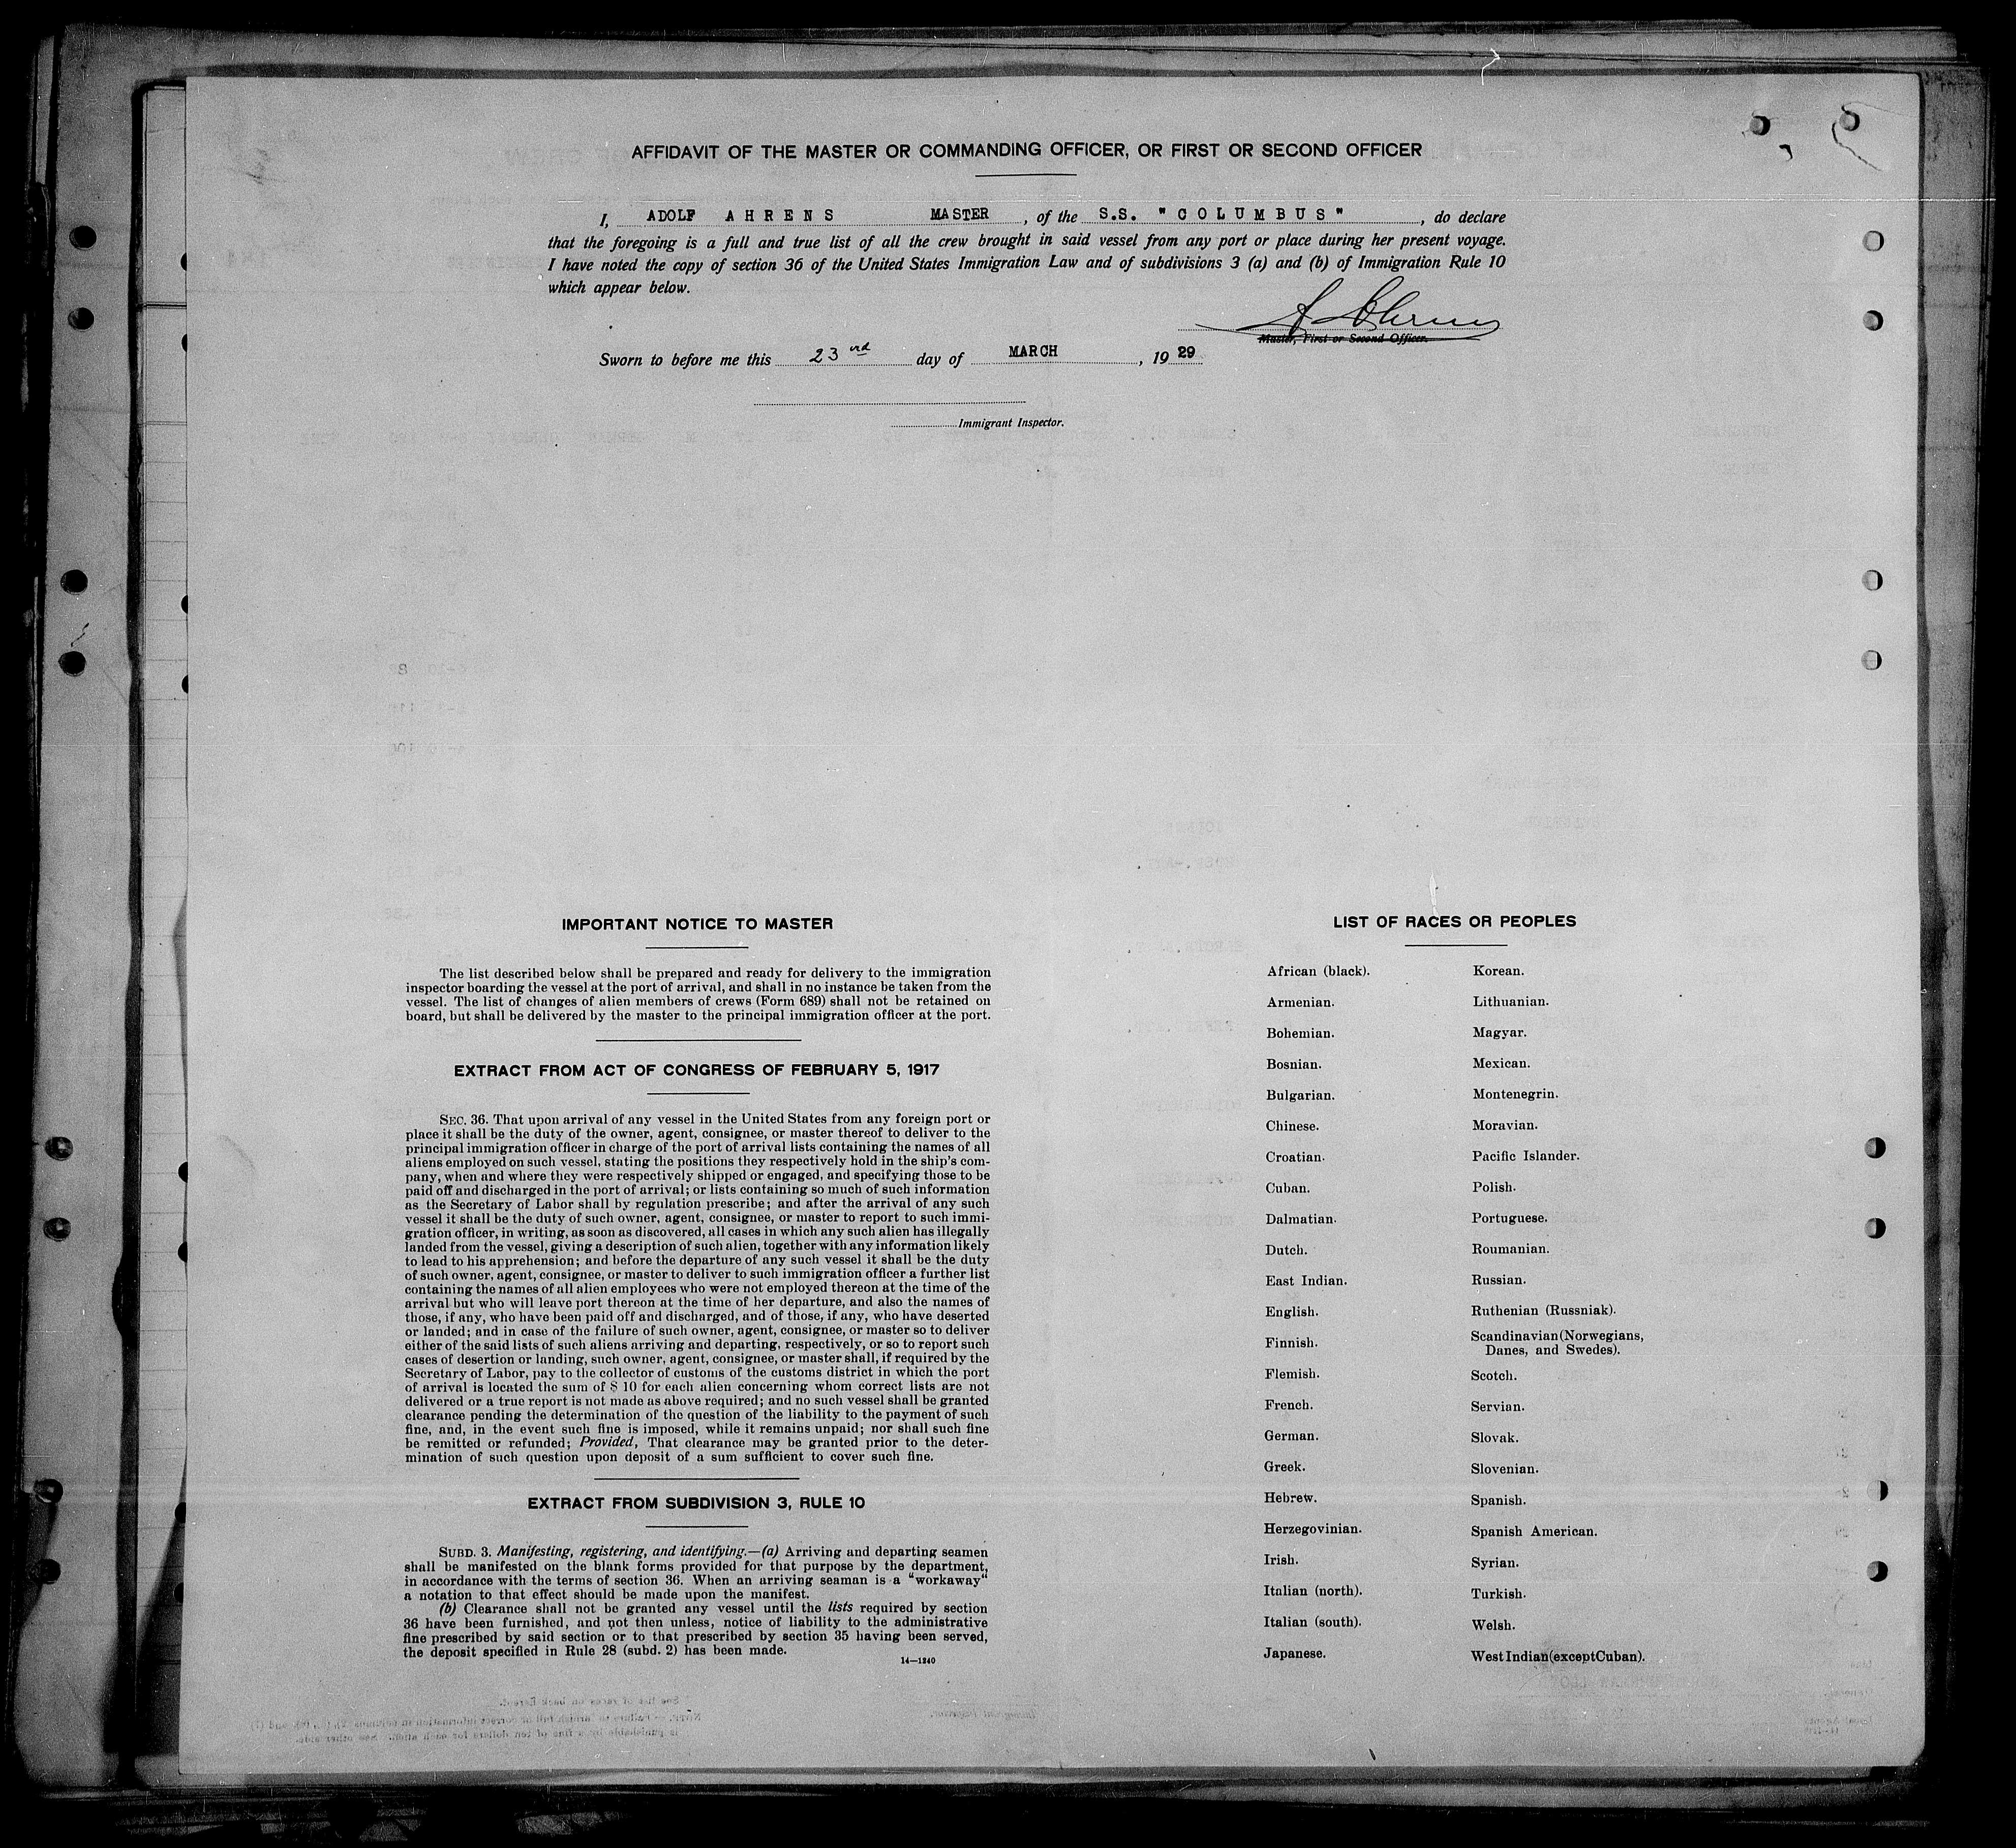 AFFIDAVIT OF THE MASTER OR COMMANDING OFFICER, OR FIRST OR SECOND OFFICER
I, ADOLF AHRENS MASTER, of the S.S. "COLUMBUS", do declare
that the foregoing is a full and true list of all the crew brought in said vessel from any port or place during her present voyage.
I have noted the copy of section 36 of the United States Immigration Law and of subdivisions 3 (a) and (b) of Immigration Rule 10
which appear below.
A Ahrens
Master, First or Second Officer.
Sworn to before me this 23rd day of MARCH, 1929
Immigrant Inspector.
IMPORTANT NOTICE TO MASTER
The list described below shall be prepared and ready for delivery to the immigration
inspector boarding the vessel at the port of arrival, and shall in no instance be taken from the
vessel. The list of changes of alien members of crews (Form 689) shall not be retained on
board, but shall be delivered by the master to the principal immigration officer at the port.
EXTRACT FROM ACT OF CONGRESS OF FEBRUARY 5, 1917
SEC. 36. That upon arrival of any vessel in the United States from any foreign port or
place it shall be the duty of the owner, agent, consignee, or master thereof to deliver to the
principal immigration officer in charge of the port of arrival lists containing the names of all
aliens employed on such vessel, stating the positions they respectively hold in the ship's com-
pany, when and where they were respectively shipped or engaged, and specifying those to be
paid off and discharged in the port of arrival; or lists containing so much of such information
as the Secretary of Labor shall by regulation prescribe; and after the arrival of any such
vessel it shall be the duty of such owner, agent, consignee, or master to report to such immi-
gration officer, in writing, as soon as discovered, all cases in which any such alien has illegally
landed from the vessel, giving a description of such alien, together with any information likely
to lead to his apprehension; and before the departure of any such vessel it shall be the duty
of such owner, agent, consignee, or master to deliver to such immigration officer a further list
containing the names of all alien employees who were not employed thereon at the time of the
arrival but who will leave port thereon at the time of her departure, and also the names of
those, if any, who have been paid off and discharged, and of those, if any, who have deserted
or landed; and in case of the failure of such owner, agent, consignee, or master so to deliver
either of the said lists of such aliens arriving and departing, respectively, or so to report such
cases of desertion or landing, such owner, agent, consignee, or master shall, if required by the
Secretary of Labor, pay to the collector of customs of the customs district in which the port
of arrival is located the sum of $ 10 for each alien concerning whom correct lists are not
delivered or a true report is not made as above required; and no such vessel shall be granted
clearance pending the determination of the question of the liability to the payment of such
fine, and, in the event such fine is imposed, while it remains unpaid; nor shall such fine
be remitted or refunded; Provided, That clearance may be granted prior to the deter-
mination of such question upon deposit of a sum sufficient to cover such fine.
EXTRACT FROM SUBDIVISION 3, RULE 10
SUBD. 3. Manifesting, registering, and identifying.—(a) Arriving and departing seamen
shall be manifested on the blank forms provided for that purpose by the department,
in accordance with the terms of section 36. When an arriving seaman is a "workaway"
a notation to that effect should be made upon the manifest.
(b) Clearance shall not be granted any vessel until the lists required by section
36 have been furnished, and not then unless, notice of liability to the administrative
fine prescribed by said section or to that prescribed by section 35 having been served,
the deposit specified in Rule 28 (subd. 2) has been made.
14—1240
LIST OF RACES OR PEOPLES
African (black).
Armenian.
Bohemian.
Bosnian.
Bulgarian.
Chinese.
Croatian.
Cuban.
Dalmatian.
Dutch.
East Indian.
English.
Finnish.
Flemish.
French.
German.
Greek.
Hebrew.
Herzegovinian.
Irish.
Italian (north).
Italian (south).
Japanese.
Korean.
Lithuanian.
Magyar.
Mexican.
Montenegrin.
Moravian.
Pacific Islander.
Polish.
Portuguese.
Roumanian.
Russian.
Ruthenian (Russniak).
Scandinavian (Norwegians,
Danes, and Swedes).
Scotch.
Servian.
Slovak.
Slovenian.
Spanish.
Spanish American.
Syrian.
Turkish.
Welsh.
West Indian (except Cuban).